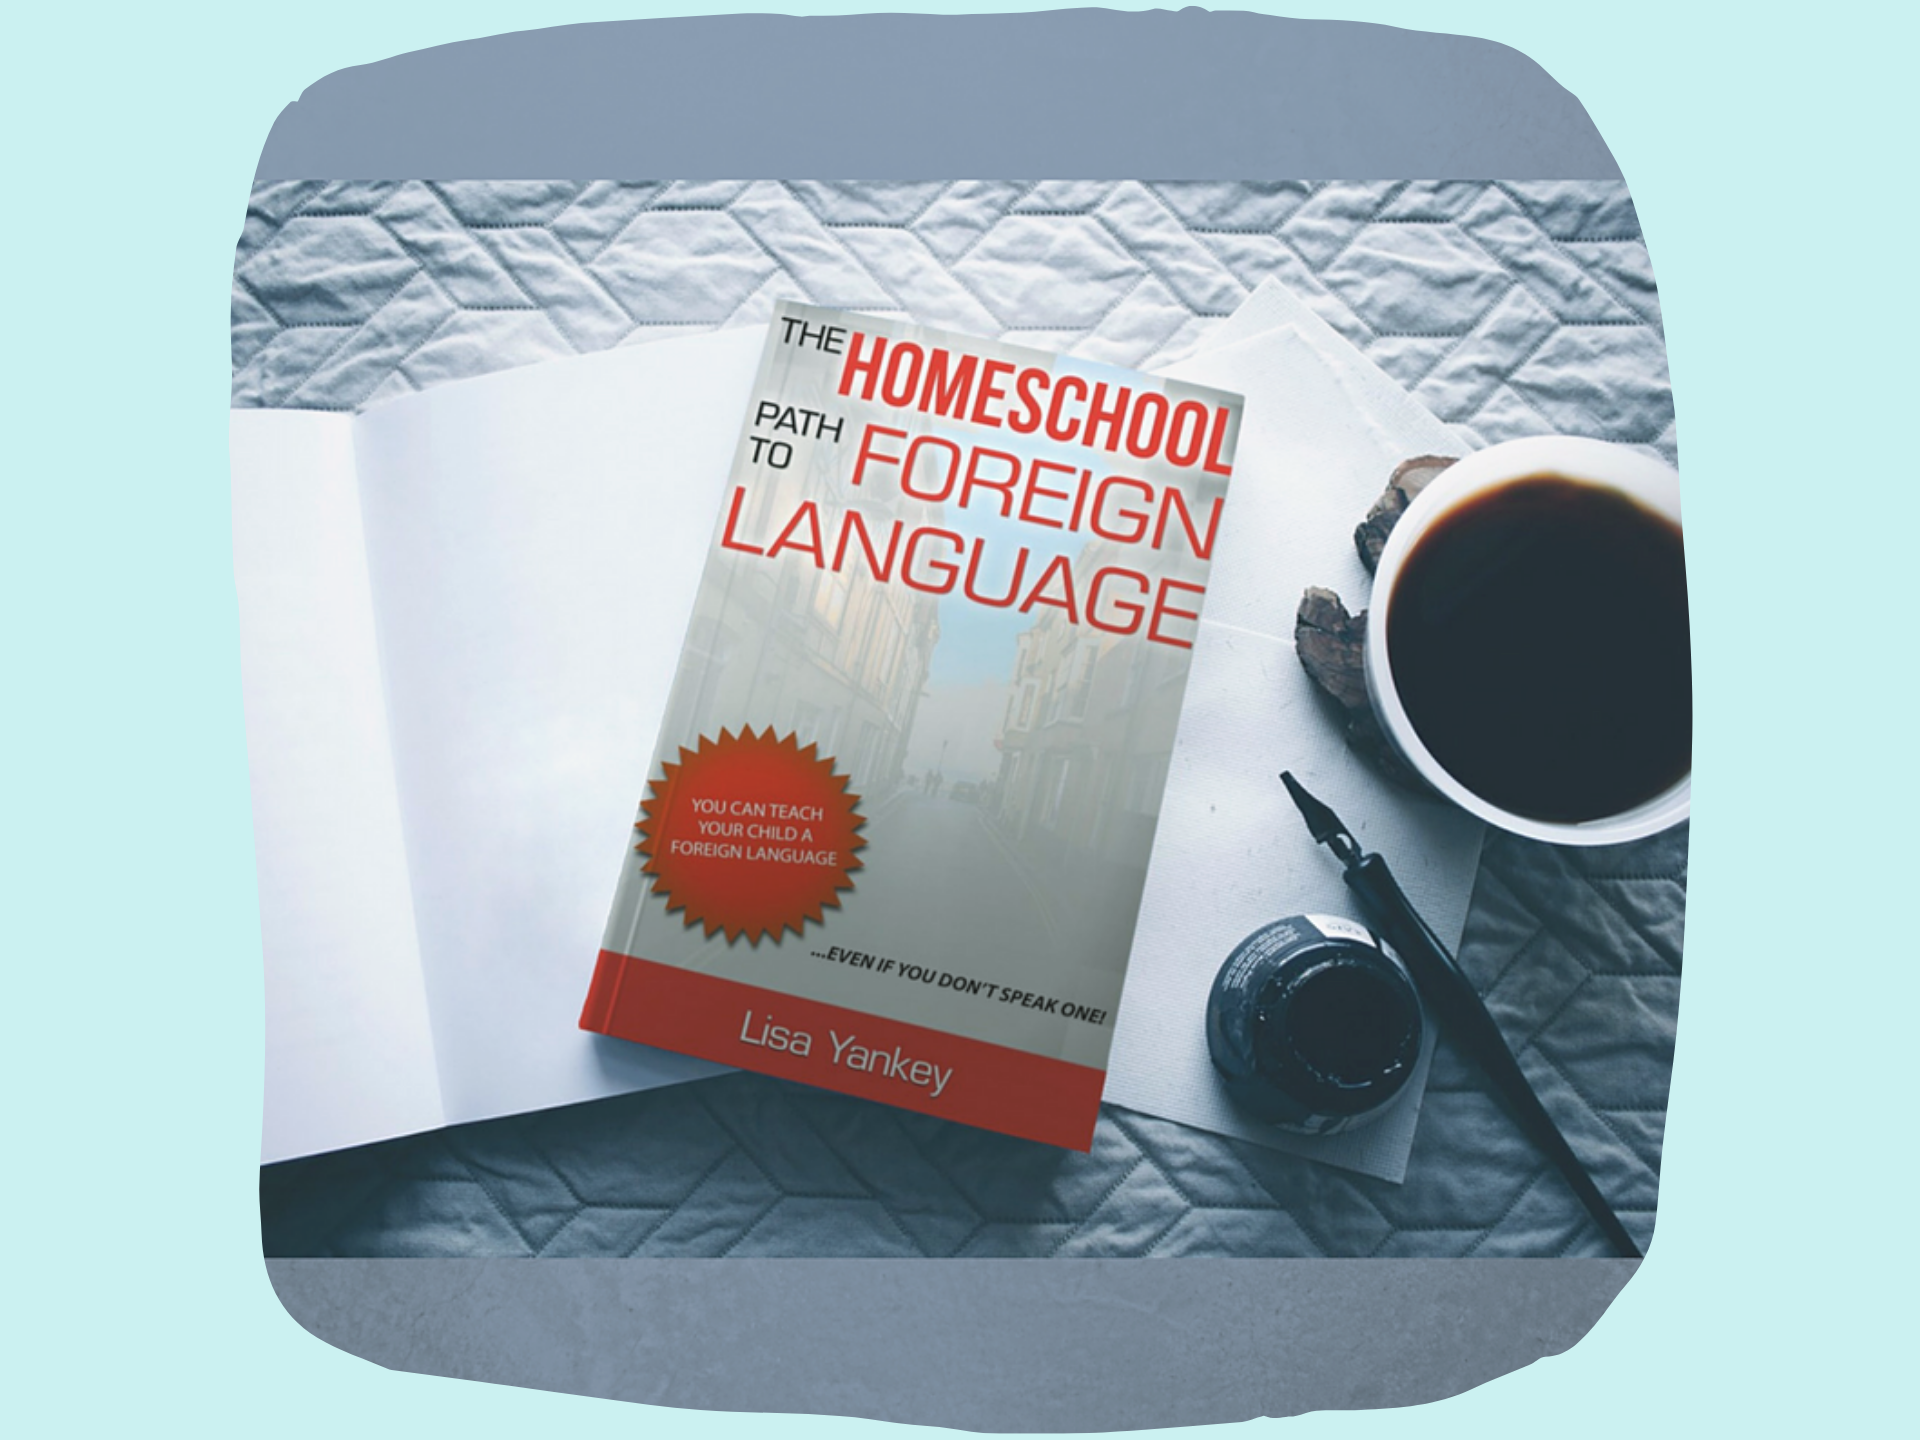 THE HOMESCHOOL
PATH
TO FOREIGN
LANGUAGE
YOU CAN TEACH
YOUR CHILD A
FOREIGN LANGUAGE
...EVEN IF YOU DON'T SPEAK ONE!
Lisa Yankey